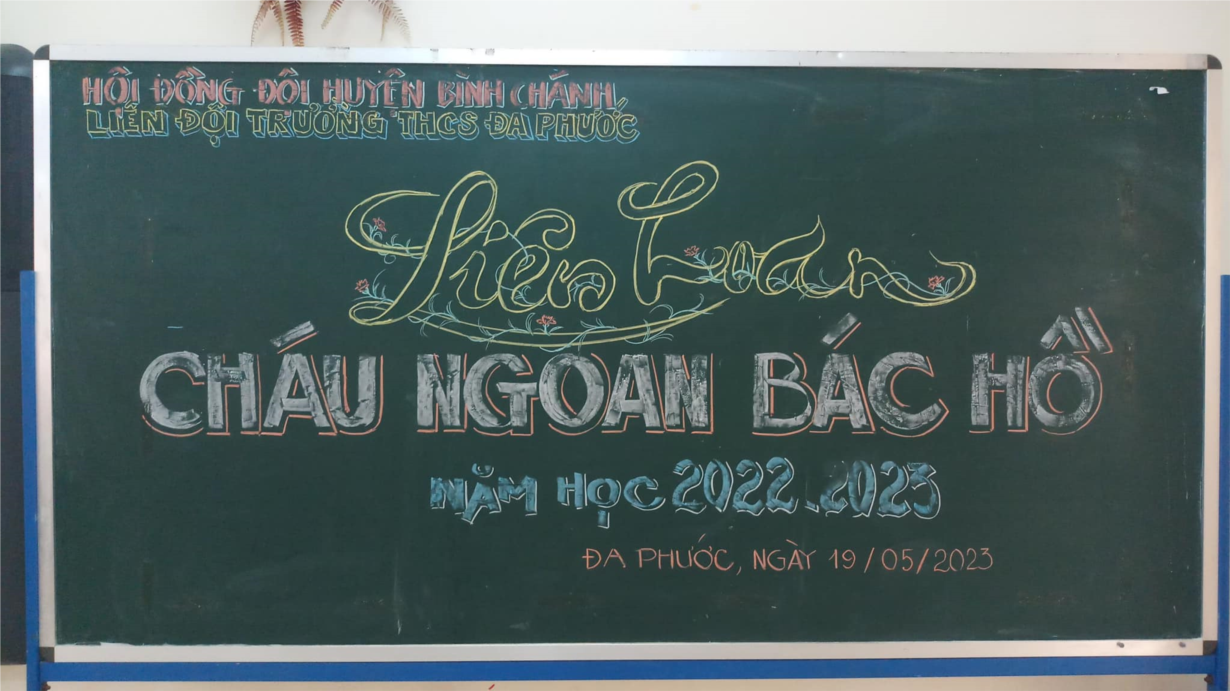 HỘI ĐỒNG ĐỘI HUYỆN BÌNH CHÁNH
LIÊN ĐỘI TRƯỜNG THCS ĐA PHƯỚC
Liên hoan
CHÁU NGOAN BÁC HỒ
NĂM HỌC 2022-2023
ĐA PHƯỚC, NGÀY 19/05/2023